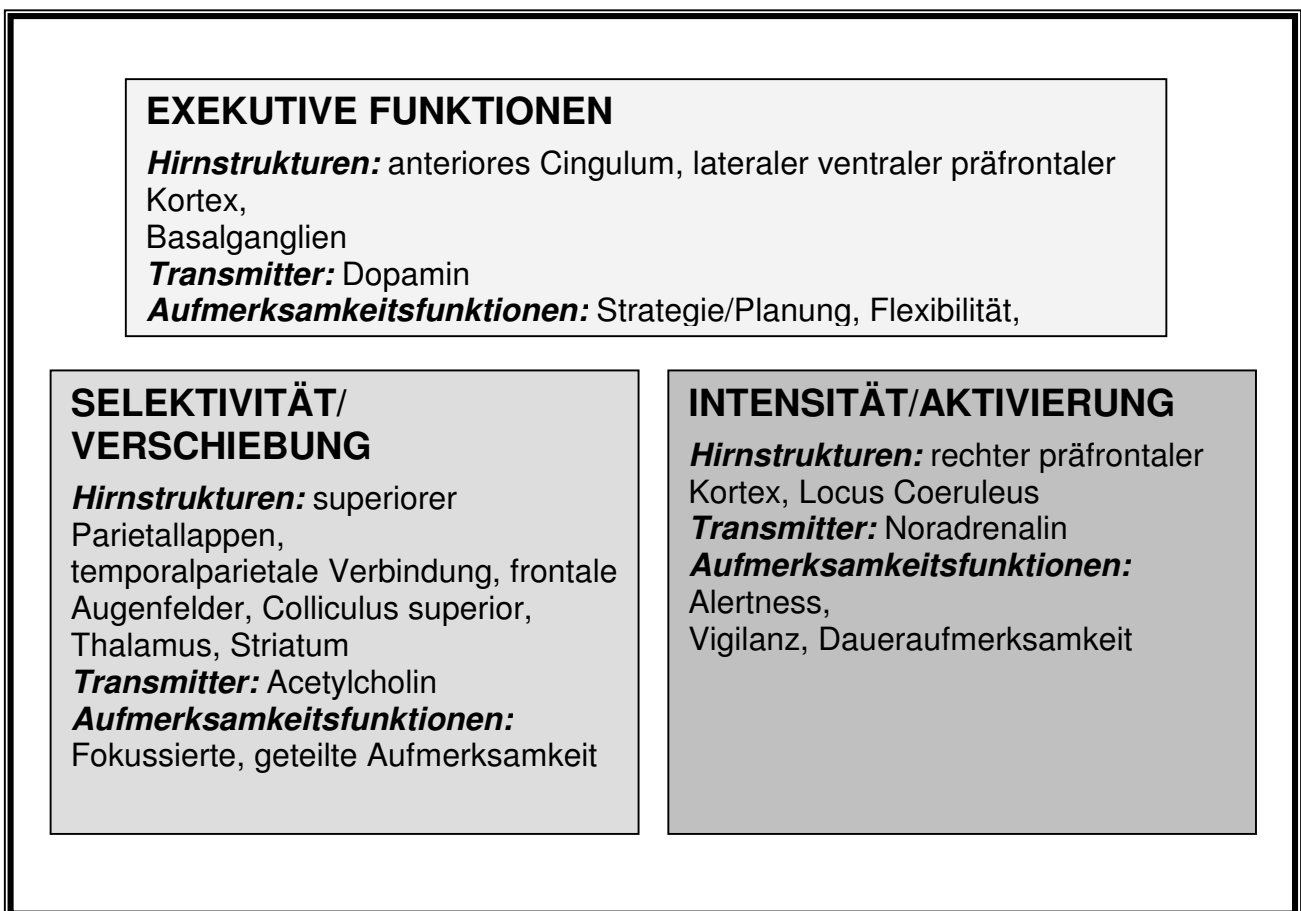 EXEKUTIVE FUNKTIONEN
Hirnstrukturen: anteriores Cingulum, lateraler ventraler präfrontaler
Kortex,
Basalganglien
Transmitter: Dopamin
Aufmerksamkeitsfunktionen: Strategie/Planung, Flexibilität,
SELEKTIVITÄT/
VERSCHIEBUNG
Hirnstrukturen: superiorer
Parietallappen,
temporalparietale Verbindung, frontale
Augenfelder, Colliculus superior,
Thalamus, Striatum
Transmitter: Acetylcholin
Aufmerksamkeitsfunktionen:
Fokussierte, geteilte Aufmerksamkeit
INTENSITÄT/AKTIVIERUNG
Hirnstrukturen: rechter präfrontaler
Kortex, Locus Coeruleus
Transmitter: Noradrenalin
Aufmerksamkeitsfunktionen:
Alertness,
Vigilanz, Daueraufmerksamkeit